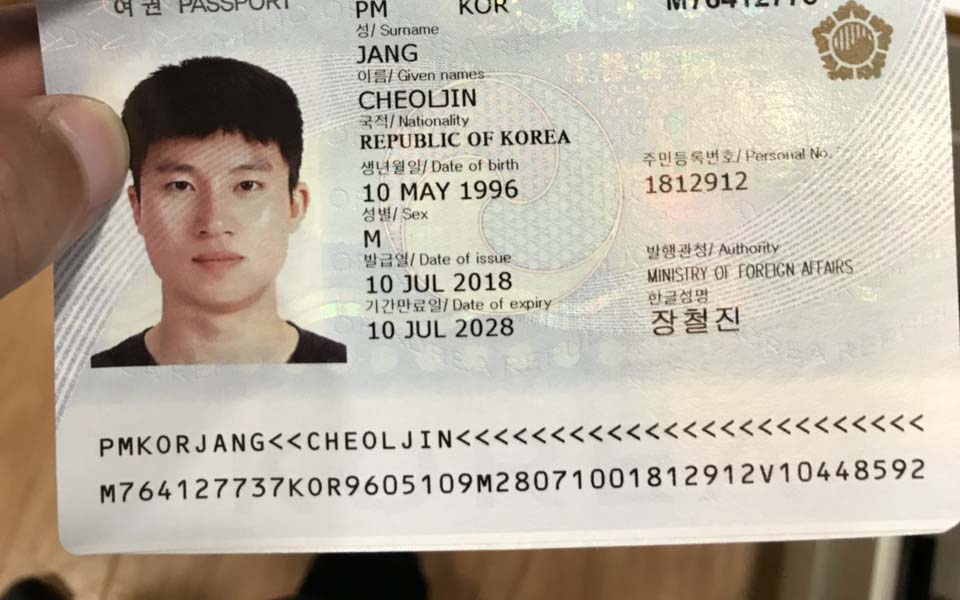 여권 PASSPORT PM KOR
성/ Surname
JANG
이름/ Given names
CHEOLJIN
국적/ Nationality
REPUBLIC OF KOREA
생년월일/ Date of birth
10 MAY 1996
주민등록번호/ Personal No.
1812912
성별/ Sex
M
발급일/ Date of issue
10 JUL 2018
발행관청/ Authority
MINISTRY OF FOREIGN AFFAIRS
기간만료일/ Date of expiry
10 JUL 2028
한글성명
장철진
PMKORJANG<<CHEOLJIN<<<<<<<<<<<<<<<<<<<<<<<<<
M764127737KOR9605109M28071001812912V10448592